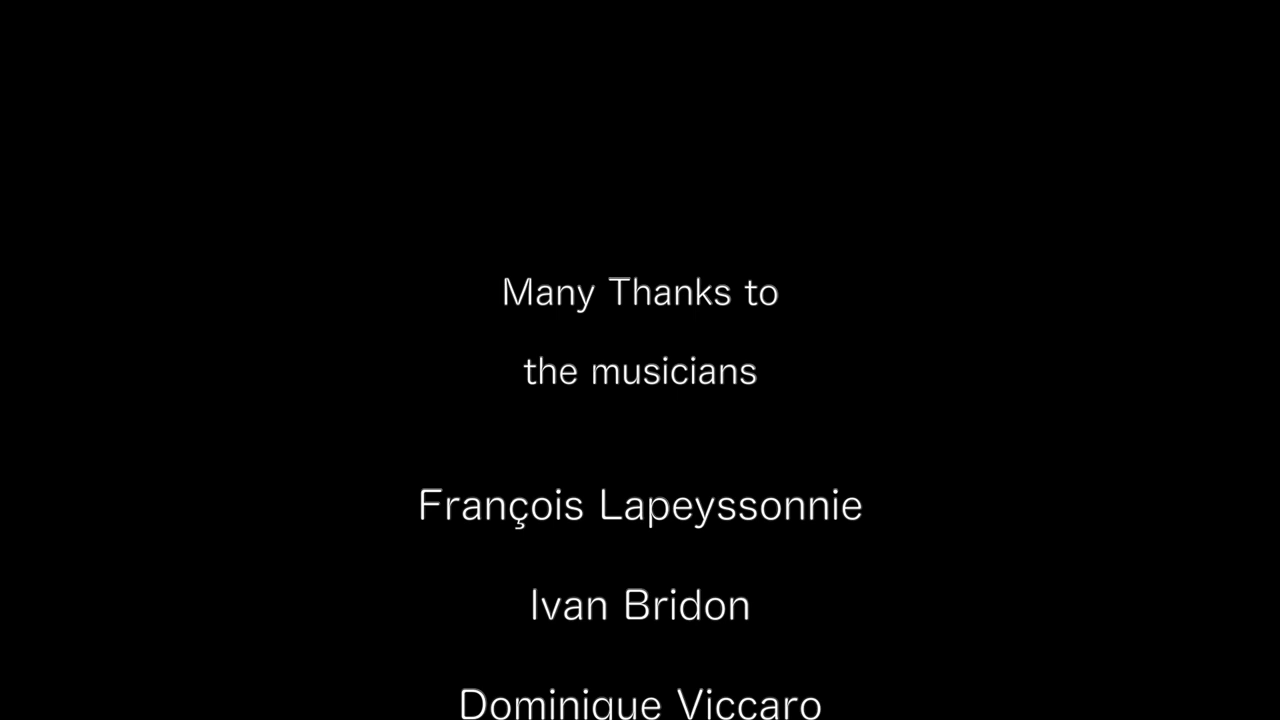 Many Thanks to
the musicians
François Lapeyssonnie
Ivan Bridon
Dominique Viccaro